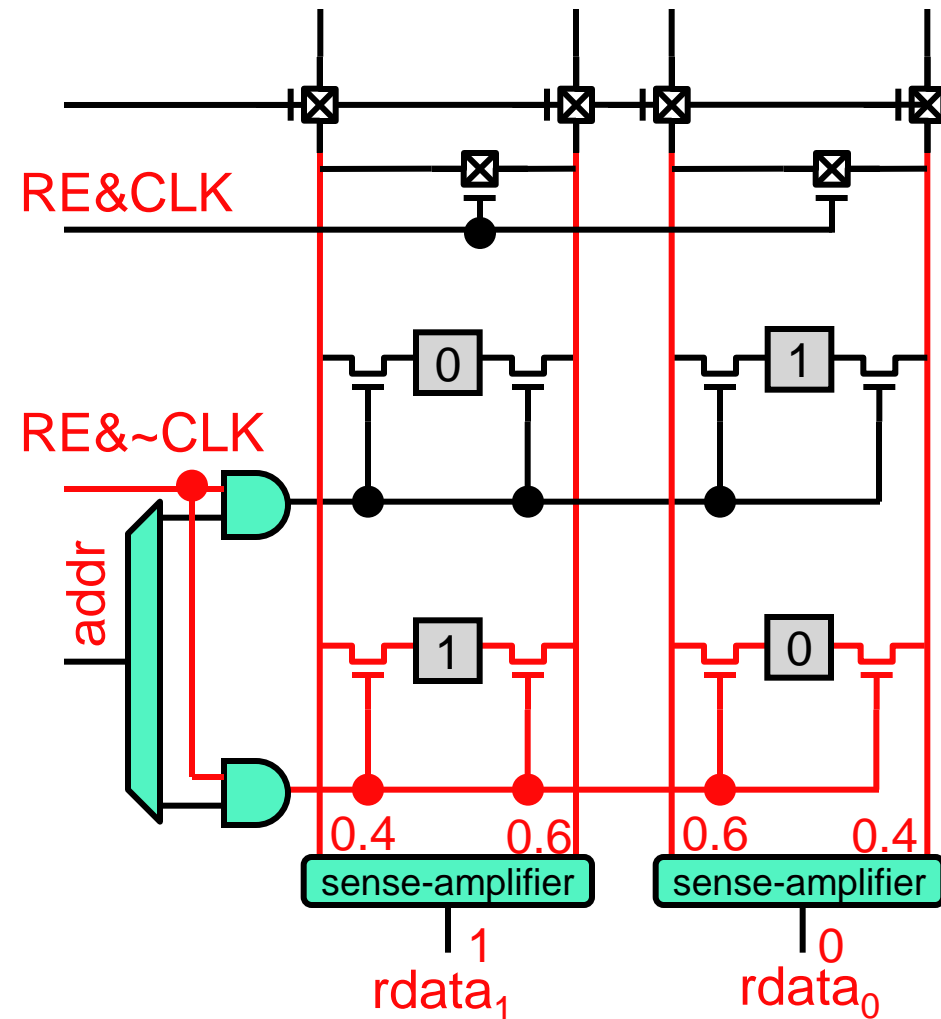 RE&CLK
0
1
RE&~CLK
addr
1
0
0.4
0.6
0.6
0.4
sense-amplifier
sense-amplifier
1
0
rdata₁
rdata₀